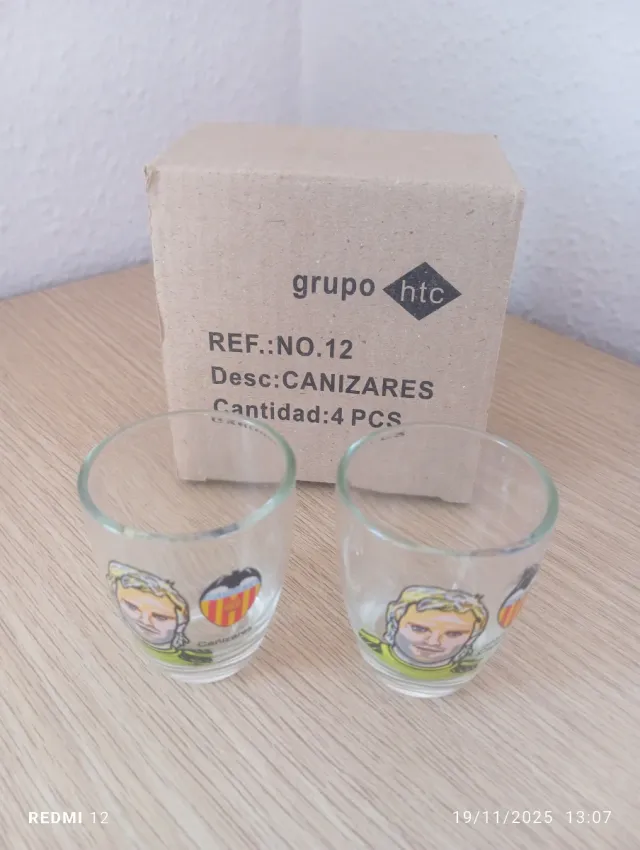 grupo htc
REF.:NO.12
Desc:CANIZARES
Cantidad:4 PCS
Cañizares
REDMI 12
19/11/2025 13:07